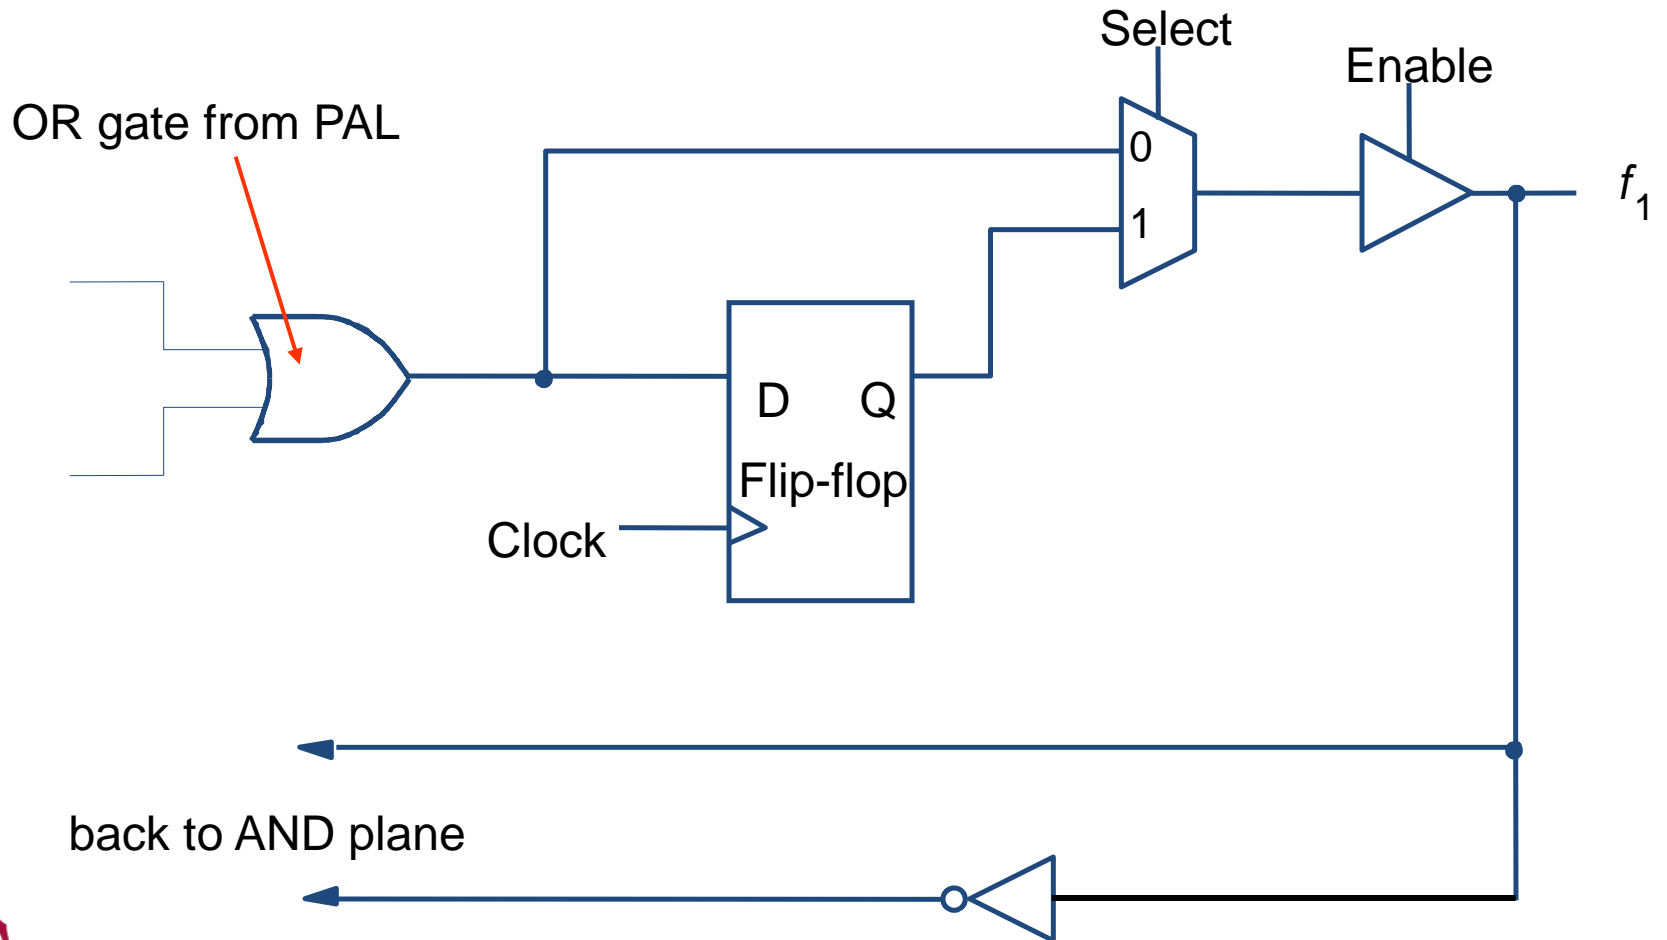 Select
Enable
OR gate from PAL
0
f1
1
D Q
Flip-flop
Clock
back to AND plane